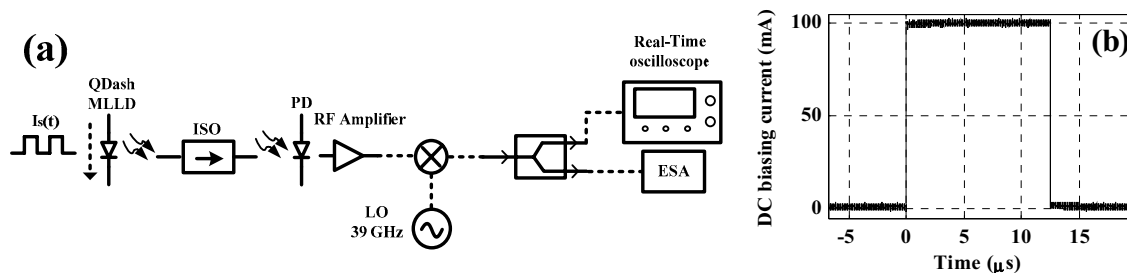 (a)
Real-Time
oscilloscope
QDash
MLLD
PD
RF Amplifier
Is(t)
ISO
ESA
LO
39 GHz
(b)
DC biasing current (mA)
100
50
0
-5
0
5
10
15
Time (μs)